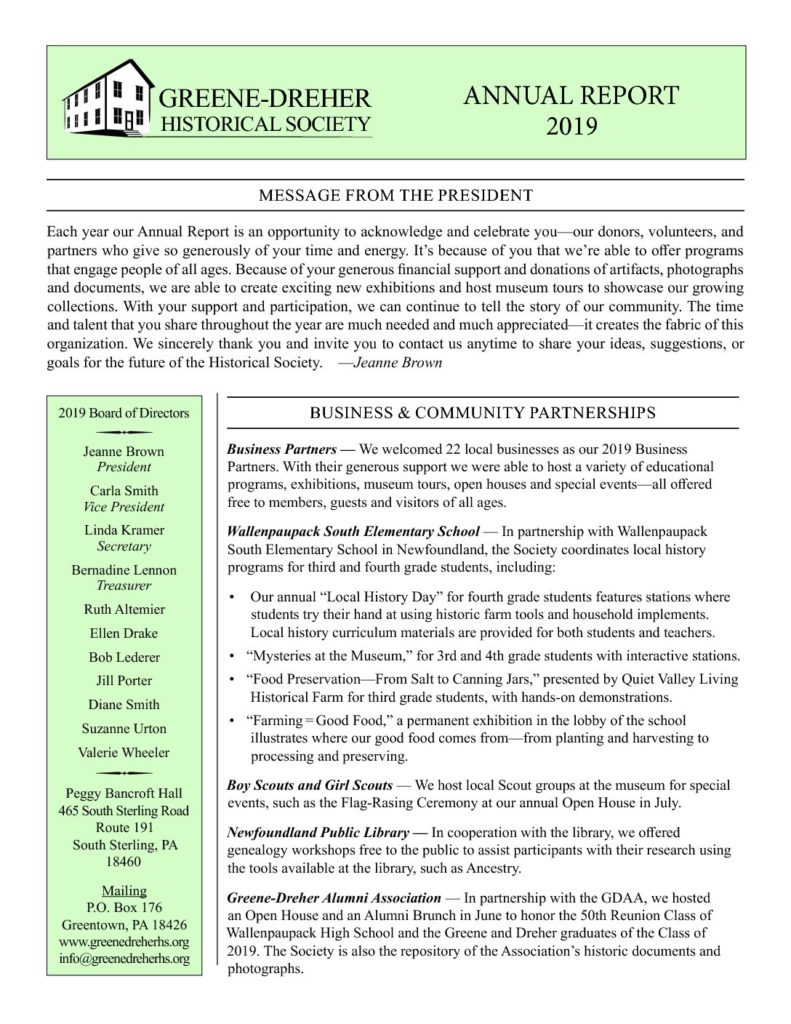 GREENE-DREHER
HISTORICAL SOCIETY
ANNUAL REPORT
2019
MESSAGE FROM THE PRESIDENT
Each year our Annual Report is an opportunity to acknowledge and celebrate you—our donors, volunteers, and
partners who give so generously of your time and energy. It’s because of you that we’re able to offer programs
that engage people of all ages. Because of your generous financial support and donations of artifacts, photographs
and documents, we are able to create exciting new exhibitions and host museum tours to showcase our growing
collections. With your support and participation, we can continue to tell the story of our community. The time
and talent that you share throughout the year are much needed and much appreciated—it creates the fabric of this
organization. We sincerely thank you and invite you to contact us anytime to share your ideas, suggestions, or
goals for the future of the Historical Society. —Jeanne Brown
2019 Board of Directors
Jeanne Brown
President
Carla Smith
Vice President
Linda Kramer
Secretary
Bernadine Lennon
Treasurer
Ruth Altemier
Ellen Drake
Bob Lederer
Jill Porter
Diane Smith
Suzanne Urton
Valerie Wheeler
Peggy Bancroft Hall
465 South Sterling Road
Route 191
South Sterling, PA
18460
Mailing
P.O. Box 176
Greentown, PA 18426
www.greenedreherhs.org
info@greenedreherhs.org
BUSINESS & COMMUNITY PARTNERSHIPS
Business Partners — We welcomed 22 local businesses as our 2019 Business
Partners. With their generous support we were able to host a variety of educational
programs, exhibitions, museum tours, open houses and special events—all offered
free to members, guests and visitors of all ages.
Wallenpaupack South Elementary School — In partnership with Wallenpaupack
South Elementary School in Newfoundland, the Society coordinates local history
programs for third and fourth grade students, including:
• Our annual “Local History Day” for fourth grade students features stations where
students try their hand at using historic farm tools and household implements.
Local history curriculum materials are provided for both students and teachers.
• “Mysteries at the Museum,” for 3rd and 4th grade students with interactive stations.
• “Food Preservation—From Salt to Canning Jars,” presented by Quiet Valley Living
Historical Farm for third grade students, with hands-on demonstrations.
• “Farming = Good Food,” a permanent exhibition in the lobby of the school
illustrates where our good food comes from—from planting and harvesting to
processing and preserving.
Boy Scouts and Girl Scouts — We host local Scout groups at the museum for special
events, such as the Flag-Rasing Ceremony at our annual Open House in July.
Newfoundland Public Library — In cooperation with the library, we offered
genealogy workshops free to the public to assist participants with their research using
the tools available at the library, such as Ancestry.
Greene-Dreher Alumni Association — In partnership with the GDAA, we hosted
an Open House and an Alumni Brunch in June to honor the 50th Reunion Class of
Wallenpaupack High School and the Greene and Dreher graduates of the Class of
2019. The Society is also the repository of the Association’s historic documents and
photographs.